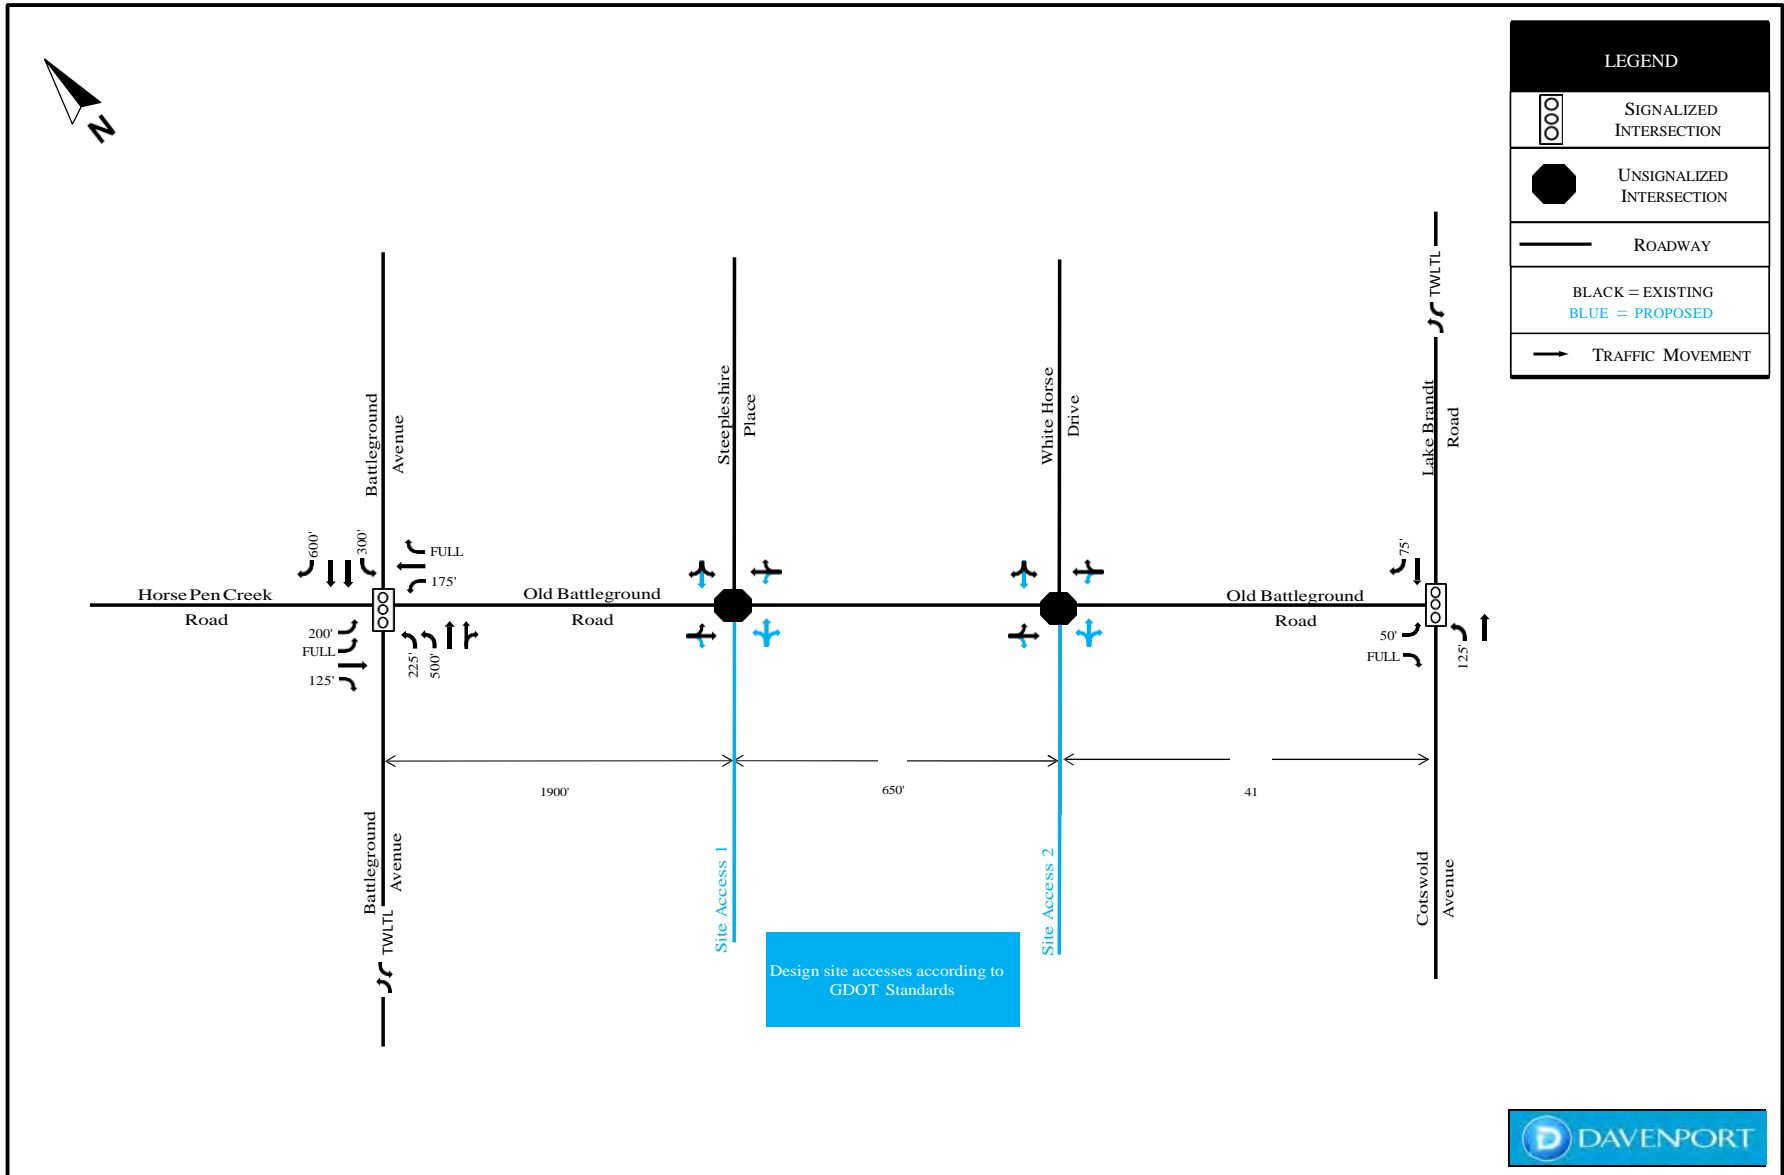 LEGEND
SIGNALIZED
INTERSECTION
UNSIGNALIZED
INTERSECTION
ROADWAY
BLACK = EXISTING
BLUE = PROPOSED
TRAFFIC MOVEMENT
N
Battleground
Avenue
Steepleshire
Place
White Horse
Drive
TWLTL
Lake Brandt
Road
600'
300'
FULL
175'
75'
Horse Pen Creek
Road
Old Battleground
Road
Old Battleground
Road
200'
FULL
125'
225'
500'
50'
FULL
125'
1900'
650'
41
Battleground
Avenue
TWLTL
Site Access 1
Site Access 2
Cotswold
Avenue
Design site accesses according to
GDOT Standards
D DAVENPORT